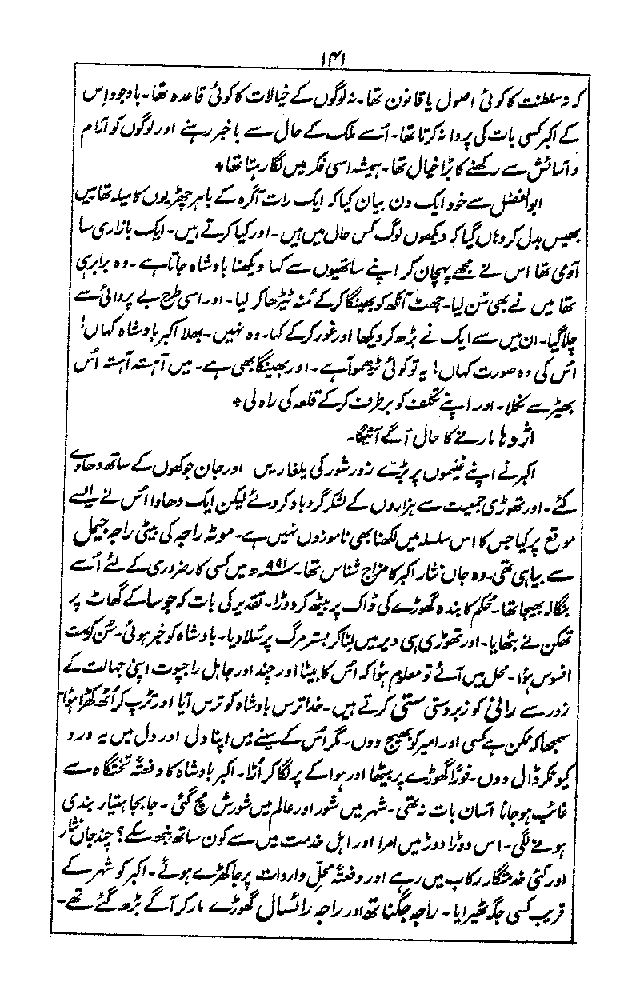 ۱۴۱
کہ نہ سلطنت کا کوئی اصول یا قانون تھا۔ نہ لوگوں کے خیالات کا کوئی قاعدہ تھا۔ باوجود اس
کے اکبر کسی بات کی پروا نہ کرتا تھا۔ اُسے ملک کے حال سے باخبر رہنے اور لوگوں کو آرام
و آسائش سے رکھنے کا بڑا خیال تھا۔ ہمیشہ اسی فکر میں لگا رہتا تھا٭
ابوالفضل سے خود ایک دن بیان کیا کہ ایک رات آگرہ کے باہر چھڑیوں کا میلہ تھا میں
بھیس بدل کر وہاں گیا کہ دیکھوں لوگ کس حال میں ہیں۔ اور کیا کرتے ہیں۔ ایک بازاری سا
آدمی تھا اس نے مجھے پہچان کر اپنے ساتھیوں سے کہا دیکھنا بادشاہ جاتا ہے۔ وہ برابر ہی
تھا میں نے بھی سُن لیا۔ جھٹ آنکھ کو بھینگا کر کے مُنہ ٹیڑھا کر لیا۔ اور اسی طرح بے پروائی سے
چلا گیا۔ ان میں سے ایک نے بڑھ کر دیکھا اور غور کر کے کہا۔ وہ نہیں۔ بھلا اکبر بادشاہ کہاں!
اُس کی وہ صورت کہاں! یہ تو کوئی ٹیڑھوا ہے۔ اور بھینگا بھی ہے۔ میں آہستہ آہستہ اُس
بھیڑ سے نکلا۔ اور اپنے تکلف کو برطرف کر کے قلعہ کی راہ لی٭
اژدہا مارنے کا حال آگے آئیگا۔
اکبر نے اپنے غنیموں پر بڑے زور شور کی یلغاریں اور جان جوکھوں کے ساتھ دھاوے
کئے۔ اور تھوڑی جمعیت سے ہزاروں کے لشکر گرد باد کر دئے لیکن ایک دھاوا اُس نے ایسے
موقع پر کیا جس کا اس سلسلہ میں لکھنا بھی ناموزوں نہیں ہے۔ موٹہ راجہ کی بیٹی راجہ جیمل
سے بیاہی تھی۔ وہ جاں نثار اکبر کا مزاج شناس تھا۔ ۹۹۱ھ میں کسی کار ضروری کے لئے اُسے
بنگالہ بھیجا تھا۔ حکم کا بندہ گھوڑے کی ڈاک پر بیٹھ کر دوڑا۔ تقدیر کی بات کہ چوسا کے گھاٹ پر
تھکن نے بٹھایا۔ اور تھوڑی ہی دیر میں لٹا کر بستر مرگ پر سُلا دیا۔ بادشاہ کو خبر ہوئی۔ سُن کر بہت
افسوس ہوا۔ محل میں آئے تو معلوم ہُوا کہ اُس کا بیٹا اور چند اور جاہل راجپوت اپنی جہالت کے
زور سے رانی کو زبردستی ستی کرتے ہیں۔ خدا ترس بادشاہ کو ترس آیا اور تڑپ کر اُٹھ کھڑا ہوا
سمجھا کہ ممکن ہے کسی اور امیر کو بھیج دوں۔ مگر اُس کے سینے میں اپنا دل اور دل میں یہ درد
کیونکر ڈال دوں۔ فوراً گھوڑے پر بیٹھا اور ہوا کے پر لگا کر اُڑا۔ اکبر بادشاہ کا دفعتہً تختگاہ سے
غائب ہو جانا آسان بات نہ تھی۔ شہر میں شور اور عالم میں شورش مچ گئی۔ جابجا ہتیار بندی
ہونے لگی۔ اس دوڑا دوڑ میں امرا اور اہل خدمت میں سے کون ساتھ نبھ سکے؟ چند جاں نثار
اور کئی خدمتگار رکاب میں رہے اور دفعتہً محل واردات پر جا کھڑے ہوئے۔ اکبر کو شہر کے
قریب کسی جگہ ٹھیرایا۔ راجہ جگناتھ اور راجہ رائسال گھوڑے مار کر آگے بڑھ گئے تھے۔